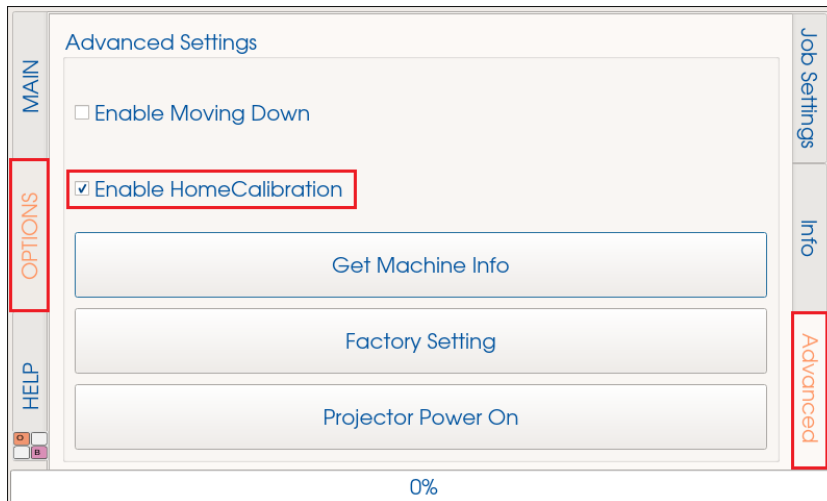 MAIN
OPTIONS
HELP
O
B
Advanced Settings
Enable Moving Down
Enable HomeCalibration
Get Machine Info
Factory Setting
Projector Power On
Job Settings
Info
Advanced
0%